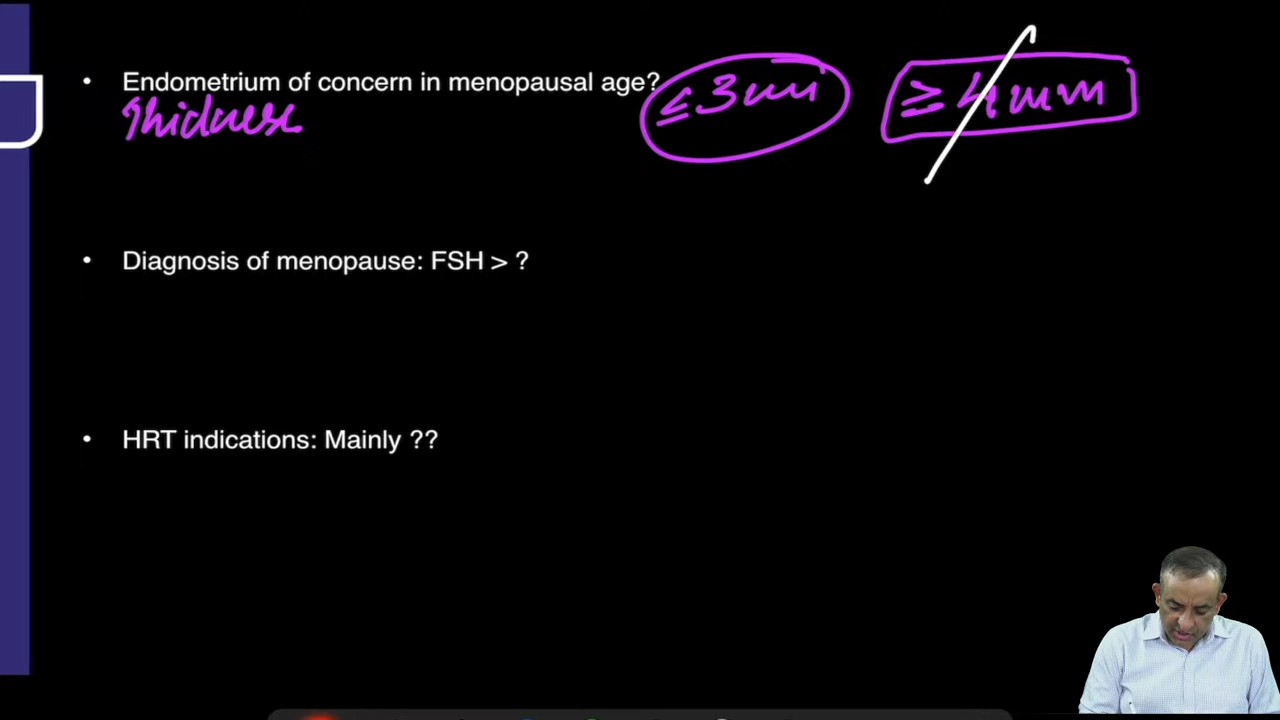 • Endometrium of concern in menopausal age? ≤3mm ≥4mm
Thickness
• Diagnosis of menopause: FSH > ?
• HRT indications: Mainly ??